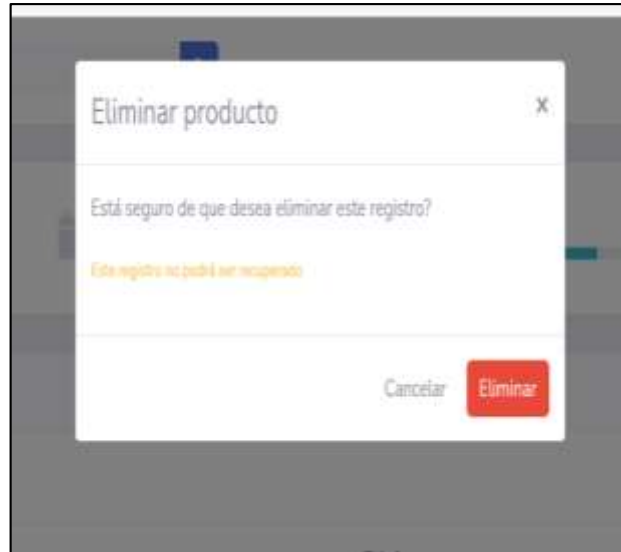 Eliminar producto
x
Está seguro de que desea eliminar este registro?
Este registro no podrá ser recuperado
Cancelar
Eliminar